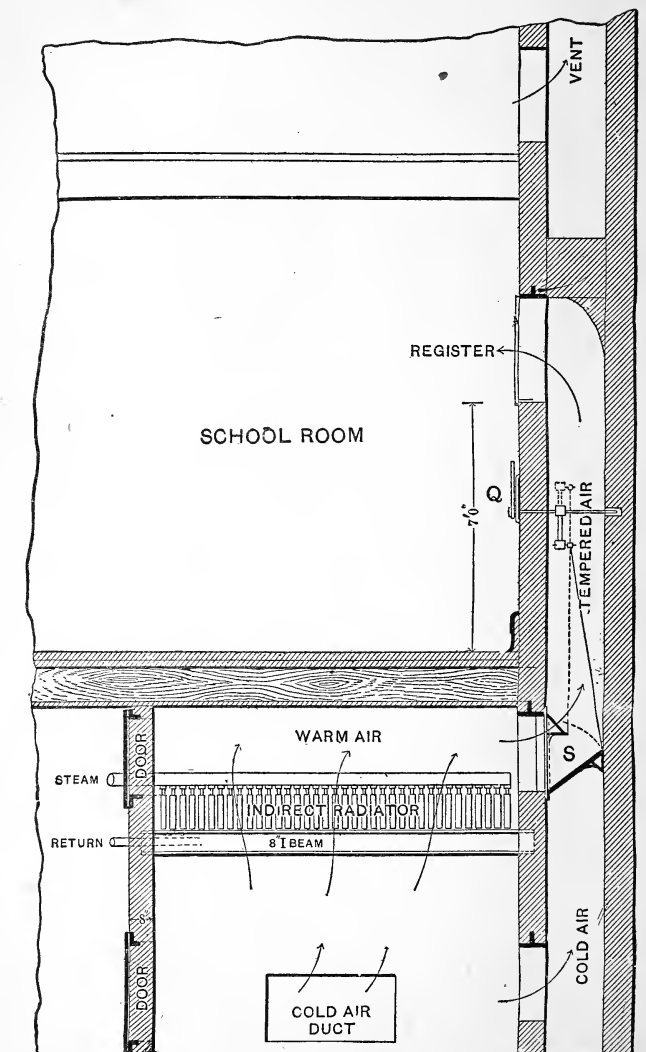 VENT
REGISTER
SCHOOL ROOM
Q
7'0"
TEMPERED AIR
WARM AIR
S
DOOR
STEAM
INDIRECT RADIATOR
RETURN
8" I BEAM
8"
COLD AIR
DOOR
COLD AIR
DUCT